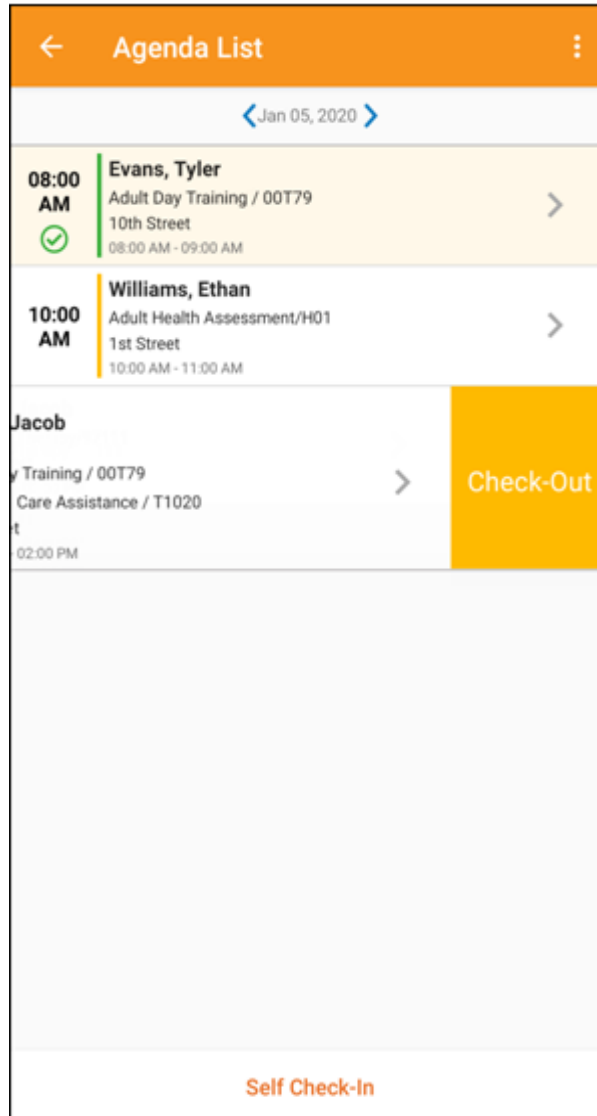 Agenda List
Jan 05, 2020
08:00
AM
Evans, Tyler
Adult Day Training / 00T79
10th Street
08:00 AM - 09:00 AM
10:00
AM
Williams, Ethan
Adult Health Assessment/H01
1st Street
10:00 AM - 11:00 AM
Jacob
y Training / 00T79
Care Assistance / T1020
t
02:00 PM
Check-Out
Self Check-In